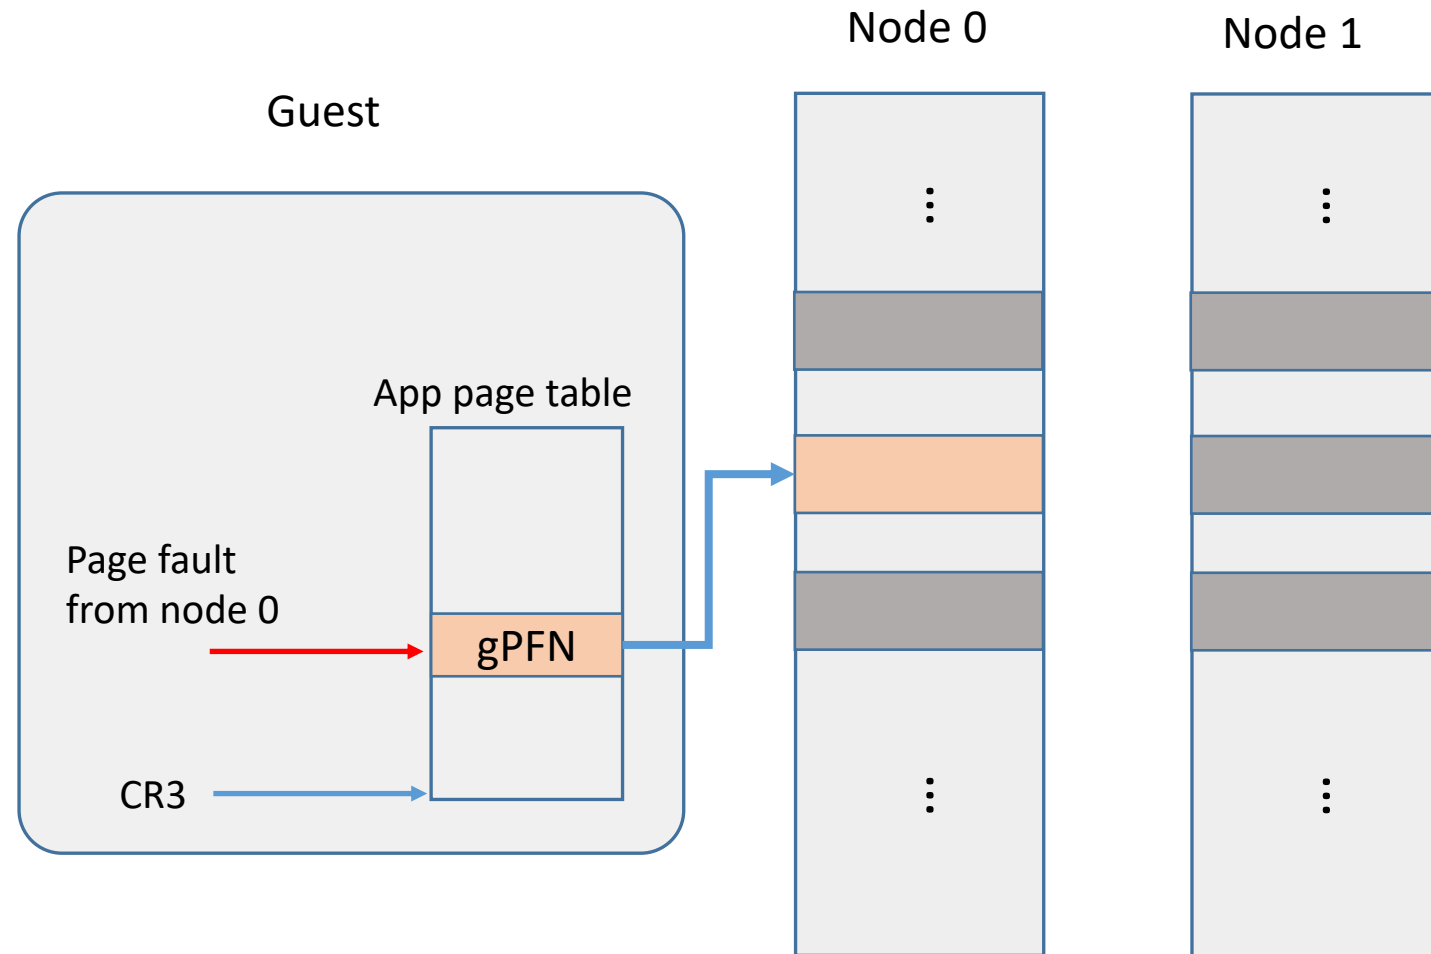 Node 0
Node 1
Guest
⋮
⋮
App page table
Page fault
from node 0
gPFN
CR3
⋮
⋮